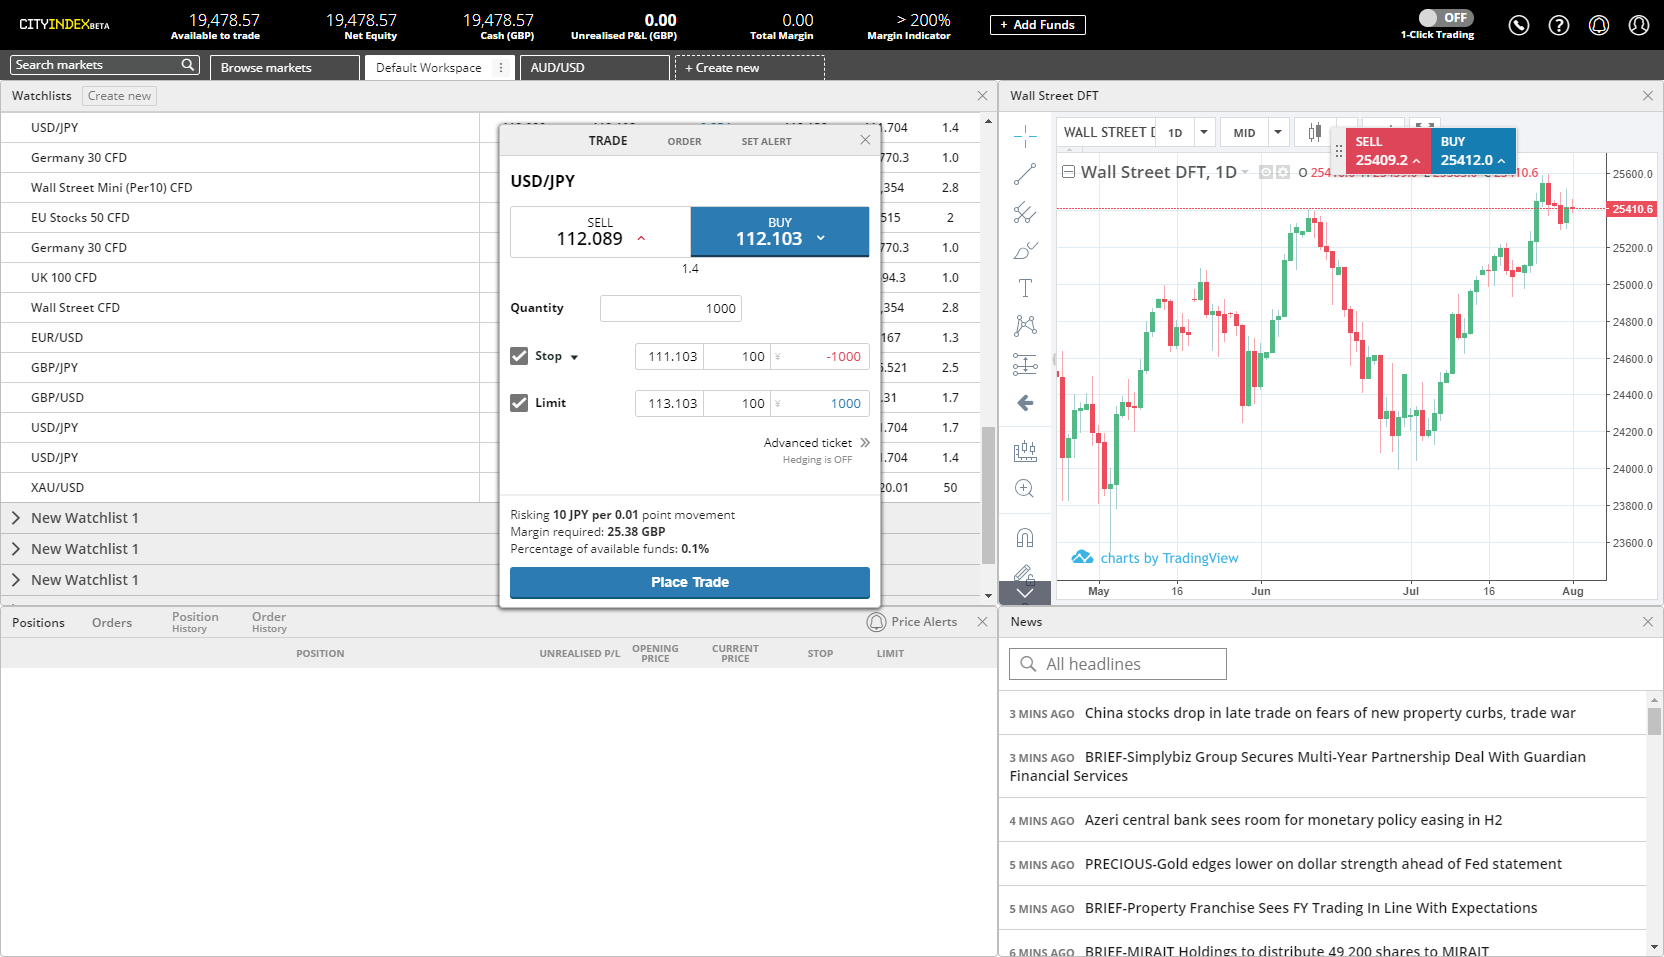 CITYINDEXBETA
19,478.57
Available to trade
19,478.57
Net Equity
19,478.57
Cash (GBP)
0.00
Unrealised P&L (GBP)
0.00
Total Margin
> 200%
Margin Indicator
+ Add Funds
OFF
1-Click Trading
Search markets
Browse markets
Default Workspace
AUD/USD
+ Create new
Watchlists Create new
USD/JPY .704 1.4
Germany 30 CFD 770.3 1.0
Wall Street Mini (Per10) CFD ,354 2.8
EU Stocks 50 CFD 515 2
Germany 30 CFD 770.3 1.0
UK 100 CFD 94.3 1.0
Wall Street CFD ,354 2.8
EUR/USD 167 1.3
GBP/JPY .521 2.5
GBP/USD .31 1.7
USD/JPY .704 1.7
USD/JPY .704 1.4
XAU/USD 20.01 50
New Watchlist 1
New Watchlist 1
New Watchlist 1
TRADE ORDER SET ALERT
USD/JPY
SELL
112.089
BUY
112.103
1.4
Quantity 1000
Stop 111.103 100 ¥ -1000
Limit 113.103 100 ¥ 1000
Advanced ticket »
Hedging is OFF
Risking 10 JPY per 0.01 point movement
Margin required: 25.38 GBP
Percentage of available funds: 0.1%
Place Trade
Wall Street DFT
WALL STREET D 1D MID
SELL
25409.2
BUY
25412.0
Wall Street DFT, 1D O
25600.0
25410.6
25200.0
25000.0
24800.0
24600.0
24400.0
24200.0
24000.0
23800.0
23600.0
charts by TradingView
May 16 Jun Jul 16 Aug
Positions Orders Position History Order History Price Alerts
POSITION UNREALISED P/L OPENING PRICE CURRENT PRICE STOP LIMIT
News
All headlines
3 MINS AGO China stocks drop in late trade on fears of new property curbs, trade war
3 MINS AGO BRIEF-Simplybiz Group Secures Multi-Year Partnership Deal With Guardian
Financial Services
4 MINS AGO Azeri central bank sees room for monetary policy easing in H2
5 MINS AGO PRECIOUS-Gold edges lower on dollar strength ahead of Fed statement
5 MINS AGO BRIEF-Property Franchise Sees FY Trading In Line With Expectations
6 MINS AGO BRIEF-MIRAIT Holdings to distribute 49,200 shares to MIRAIT